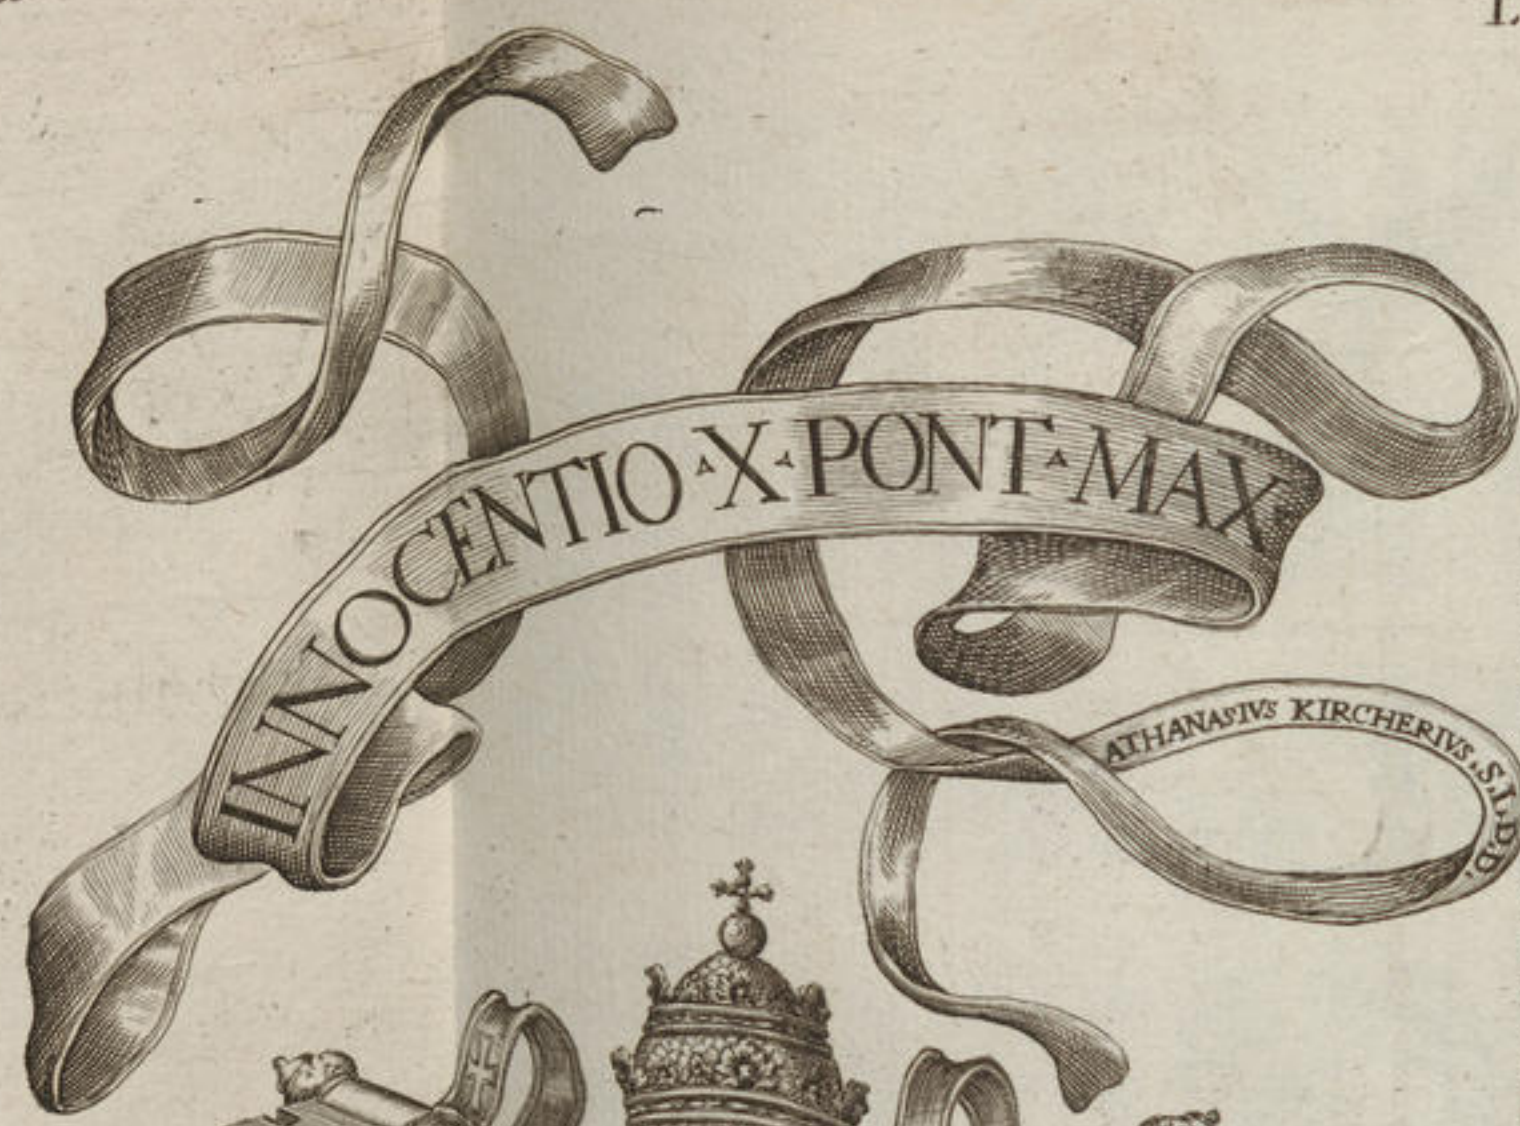 INNOCENTIO · X · PONT · MAX
ATHANASIVS KIRCHERIVS. S. I. D. D.